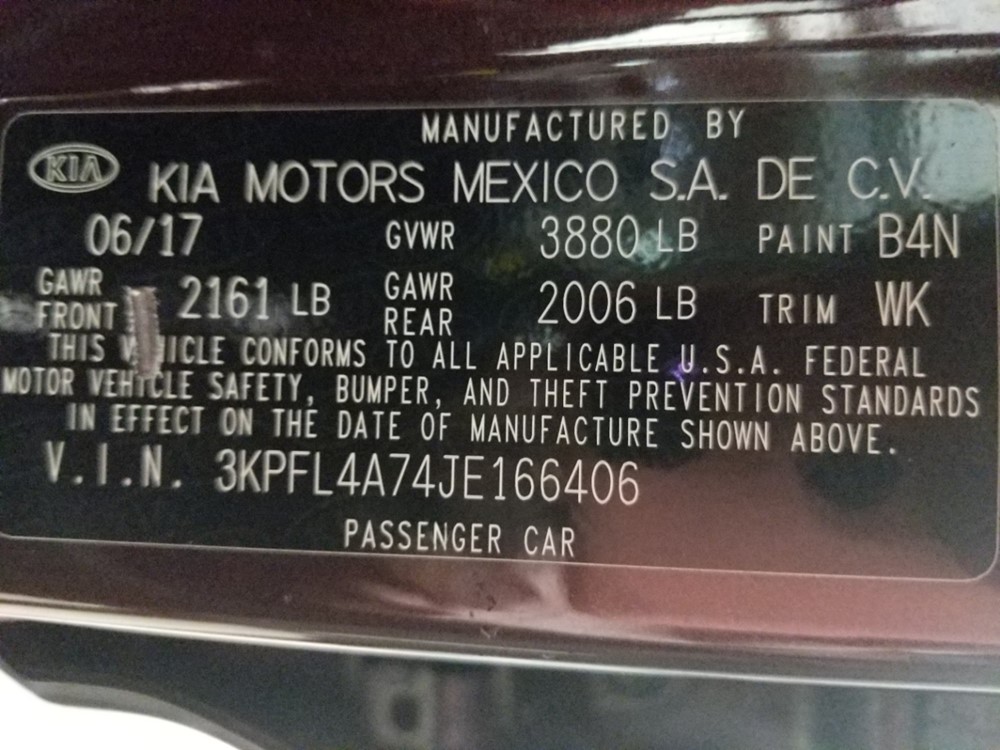 MANUFACTURED BY
KIA KIA MOTORS MEXICO S.A. DE C.V.
06/17 GVWR 3880 LB PAINT B4N
GAWR FRONT 2161 LB GAWR REAR 2006 LB TRIM WK
THIS VEHICLE CONFORMS TO ALL APPLICABLE U.S.A. FEDERAL
MOTOR VEHICLE SAFETY, BUMPER, AND THEFT PREVENTION STANDARDS
IN EFFECT ON THE DATE OF MANUFACTURE SHOWN ABOVE.
V.I.N. 3KPFL4A74JE166406
PASSENGER CAR